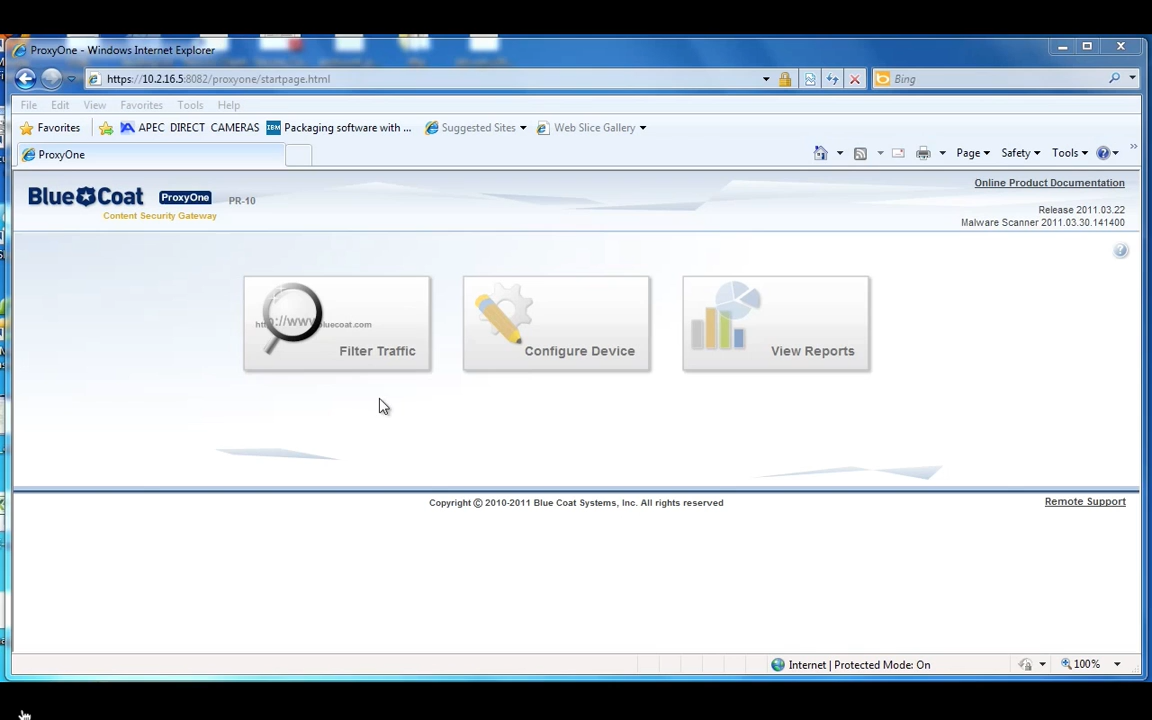 ProxyOne - Windows Internet Explorer
https://10.2.16.5:8082/proxyone/startpage.html
Bing
File Edit View Favorites Tools Help
Favorites APEC DIRECT CAMERAS IBM Packaging software with ... Suggested Sites Web Slice Gallery
ProxyOne
Page Safety Tools
Blue Coat ProxyOne PR-10
Content Security Gateway
Online Product Documentation
Release 2011.03.22
Malware Scanner 2011.03.30.141400
Filter Traffic
Configure Device
View Reports
Copyright © 2010-2011 Blue Coat Systems, Inc. All rights reserved
Remote Support
Internet | Protected Mode: On
100%